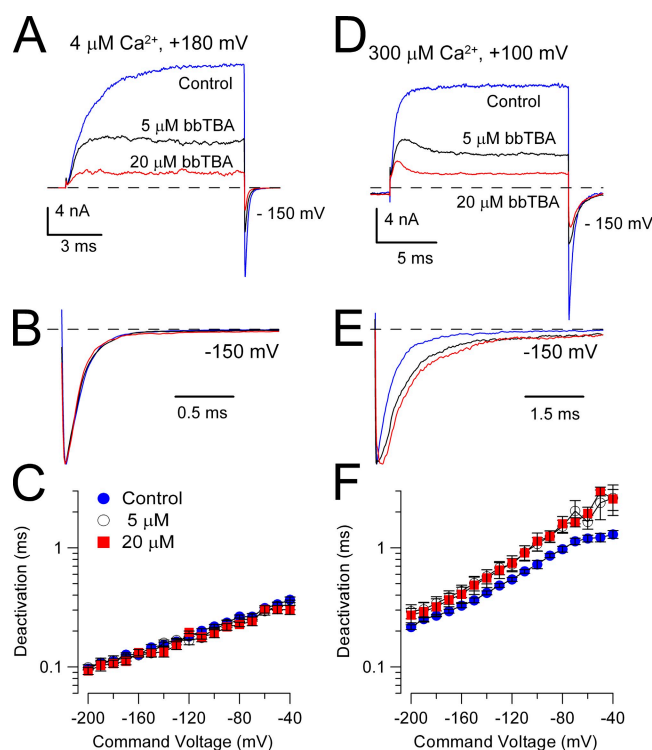 A
4 μM Ca²⁺, +180 mV
Control
5 μM bbTBA
20 μM bbTBA
4 nA
3 ms
- 150 mV
D
300 μM Ca²⁺, +100 mV
Control
5 μM bbTBA
20 μM bbTBA
4 nA
5 ms
- 150 mV
B
-150 mV
0.5 ms
E
-150 mV
1.5 ms
C
Control
5 μM
20 μM
Deactivation (ms)
1
0.1
-200 -160 -120 -80 -40
Command Voltage (mV)
F
Deactivation (ms)
1
0.1
-200 -160 -120 -80 -40
Command Voltage (mV)